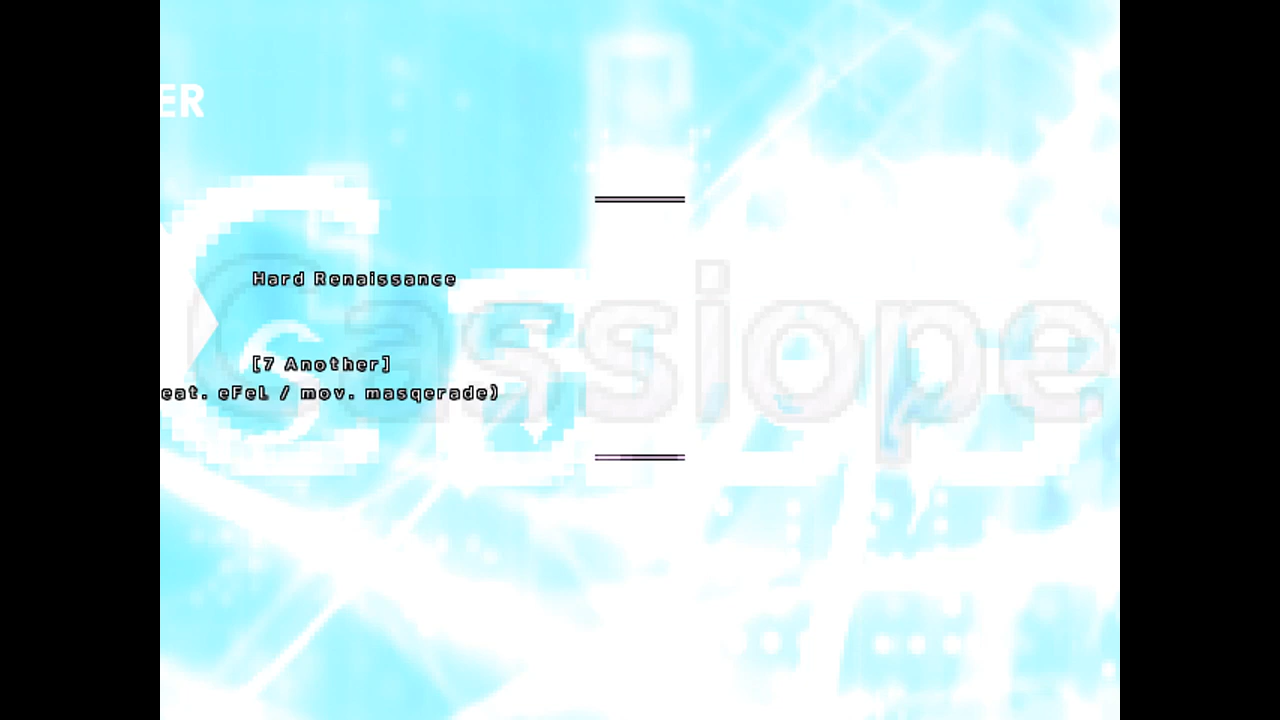 ER
Hard Renaissance
Cassiope
[7 Another]
eat. eFeL / mov. masqerade)